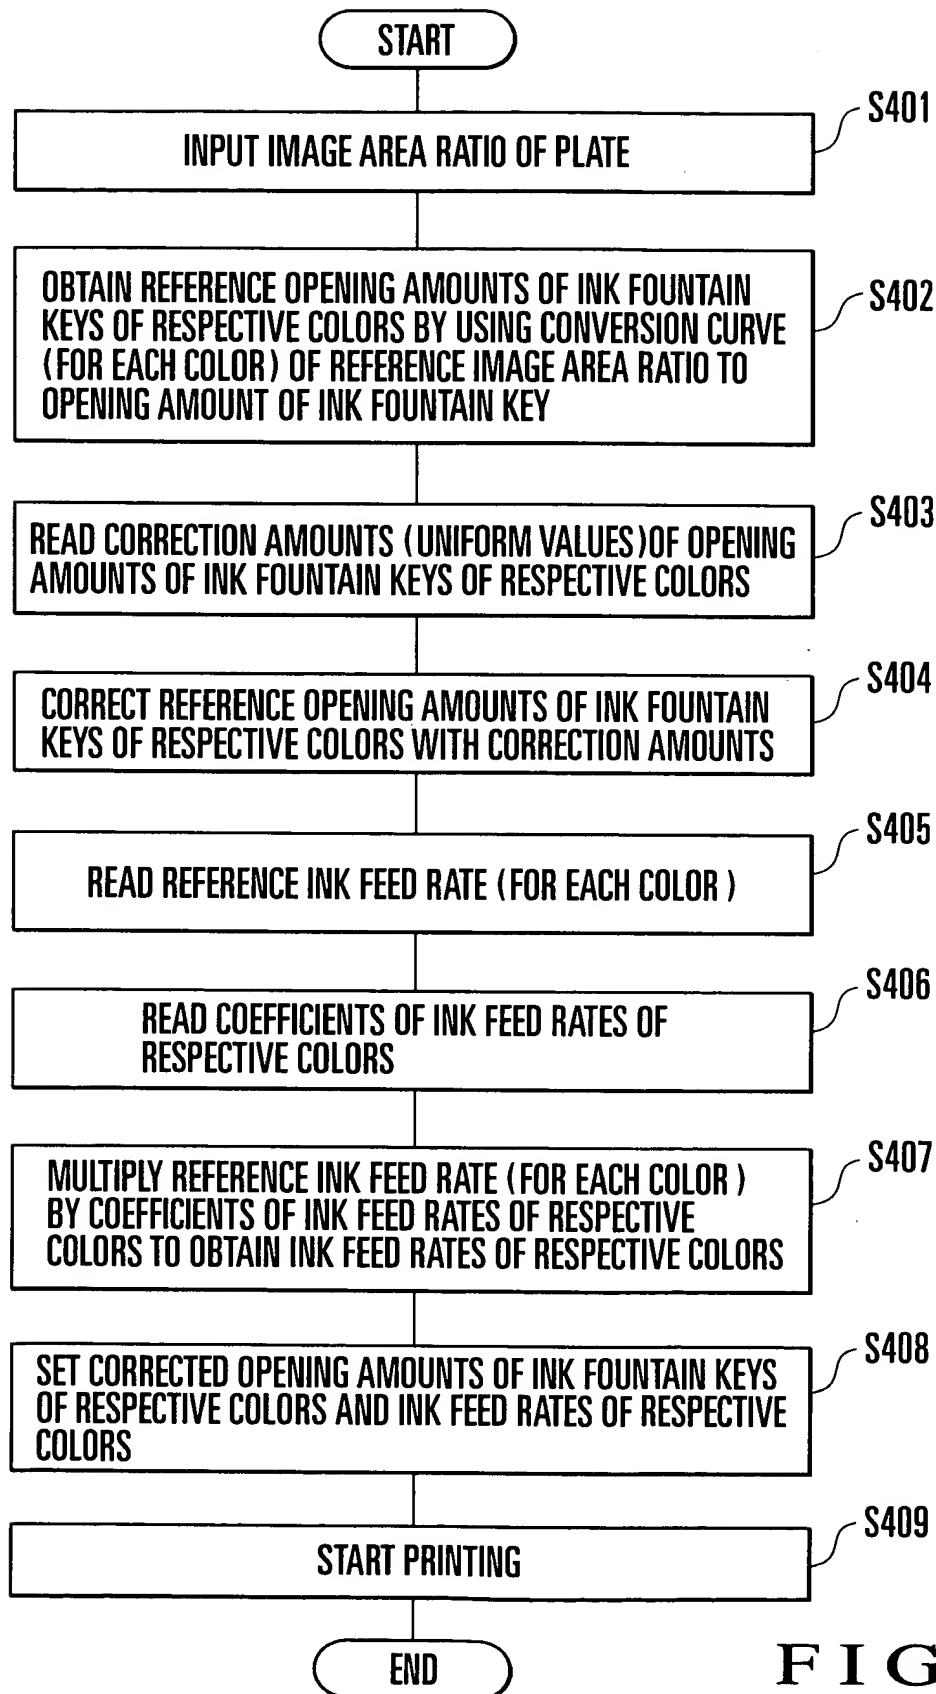 START
S401
INPUT IMAGE AREA RATIO OF PLATE
S402
OBTAIN REFERENCE OPENING AMOUNTS OF INK FOUNTAIN
KEYS OF RESPECTIVE COLORS BY USING CONVERSION CURVE
(FOR EACH COLOR) OF REFERENCE IMAGE AREA RATIO TO
OPENING AMOUNT OF INK FOUNTAIN KEY
S403
READ CORRECTION AMOUNTS (UNIFORM VALUES)OF OPENING
AMOUNTS OF INK FOUNTAIN KEYS OF RESPECTIVE COLORS
S404
CORRECT REFERENCE OPENING AMOUNTS OF INK FOUNTAIN
KEYS OF RESPECTIVE COLORS WITH CORRECTION AMOUNTS
S405
READ REFERENCE INK FEED RATE (FOR EACH COLOR )
S406
READ COEFFICIENTS OF INK FEED RATES OF
RESPECTIVE COLORS
S407
MULTIPLY REFERENCE INK FEED RATE (FOR EACH COLOR )
BY COEFFICIENTS OF INK FEED RATES OF RESPECTIVE
COLORS TO OBTAIN INK FEED RATES OF RESPECTIVE COLORS
S408
SET CORRECTED OPENING AMOUNTS OF INK FOUNTAIN KEYS
OF RESPECTIVE COLORS AND INK FEED RATES OF RESPECTIVE
COLORS
S409
START PRINTING
END
FIG